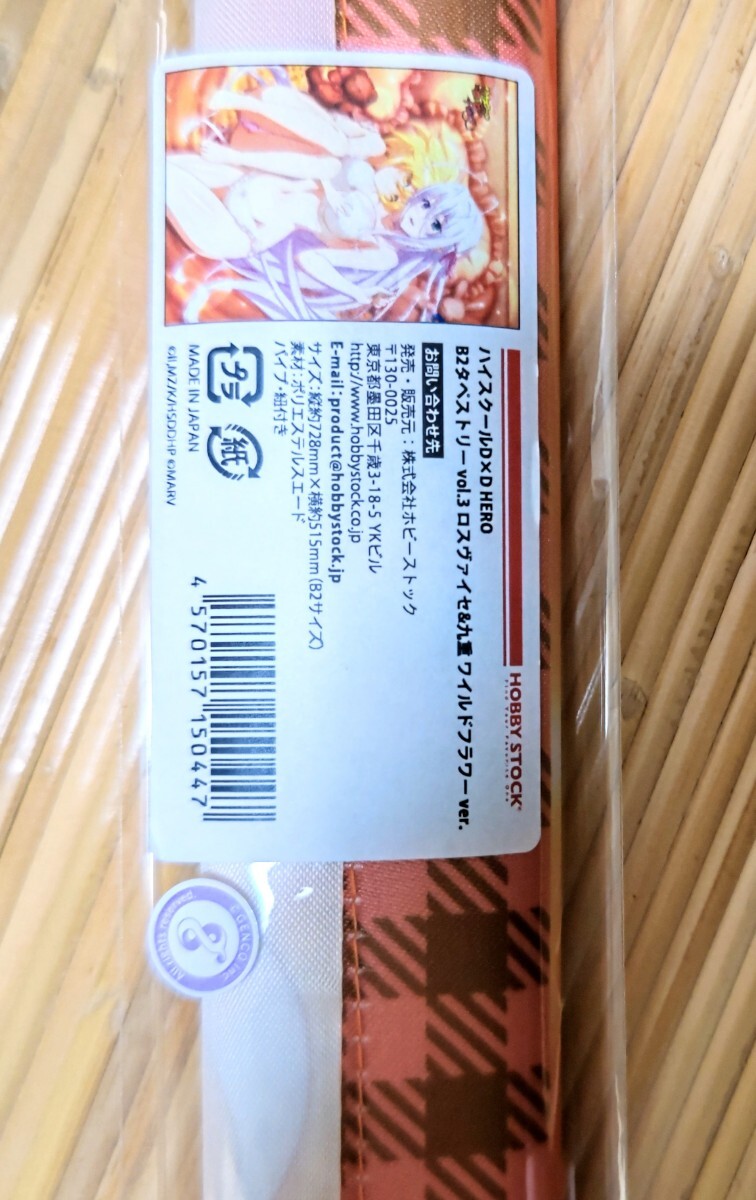 HOBBY STOCK
ハイスクールD×D HERO
B2タペストリー vol.3 ロスヴァイセ&九重 ワイルドフラワー ver.
お問い合わせ先
発売・販売元：株式会社ホビーストック
〒130-0025
東京都墨田区千歳3-18-5 YKビル
http://www.hobbystock.co.jp
E-mail:product@hobbystock.jp
サイズ:縦約728mm×横約515mm (B2サイズ)
素材:ポリエステルスエード
パイプ・紐付き
プラ
紙
MADE IN JAPAN
4 570157 150447
©GENCO, Inc.
All rights reserved.